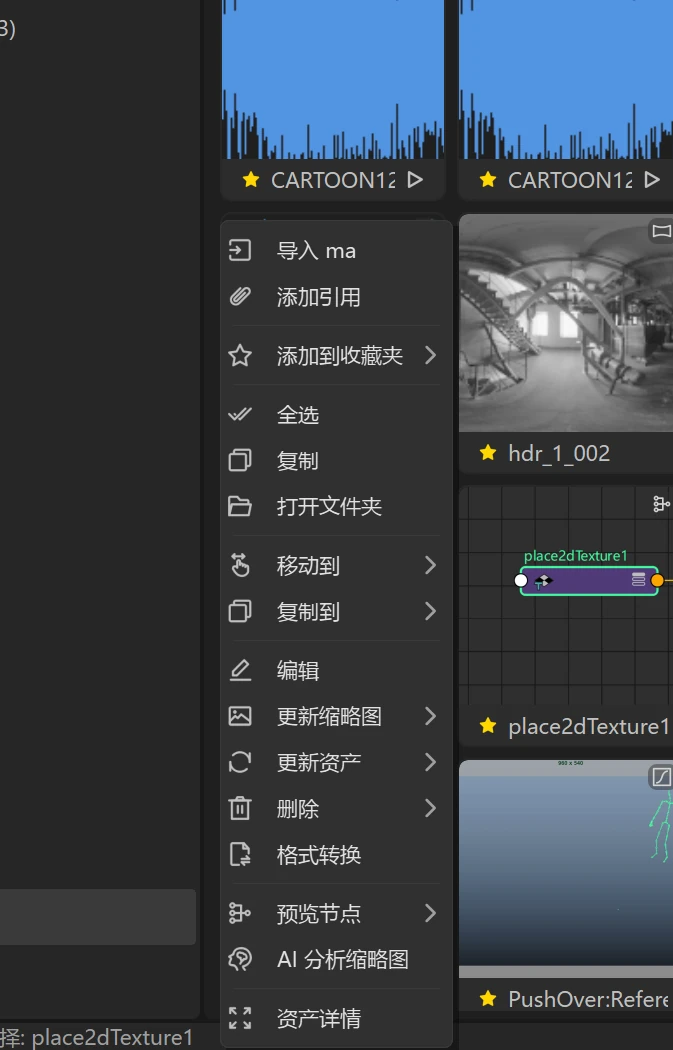 3)
CARTOON12
CARTOON12
导入 ma
添加引用
添加到收藏夹
全选
复制
打开文件夹
移动到
复制到
编辑
更新缩略图
更新资产
删除
格式转换
预览节点
AI 分析缩略图
资产详情
hdr_1_002
place2dTexture1
place2dTexture1
960 x 540
PushOver:Refere
择: place2dTexture1